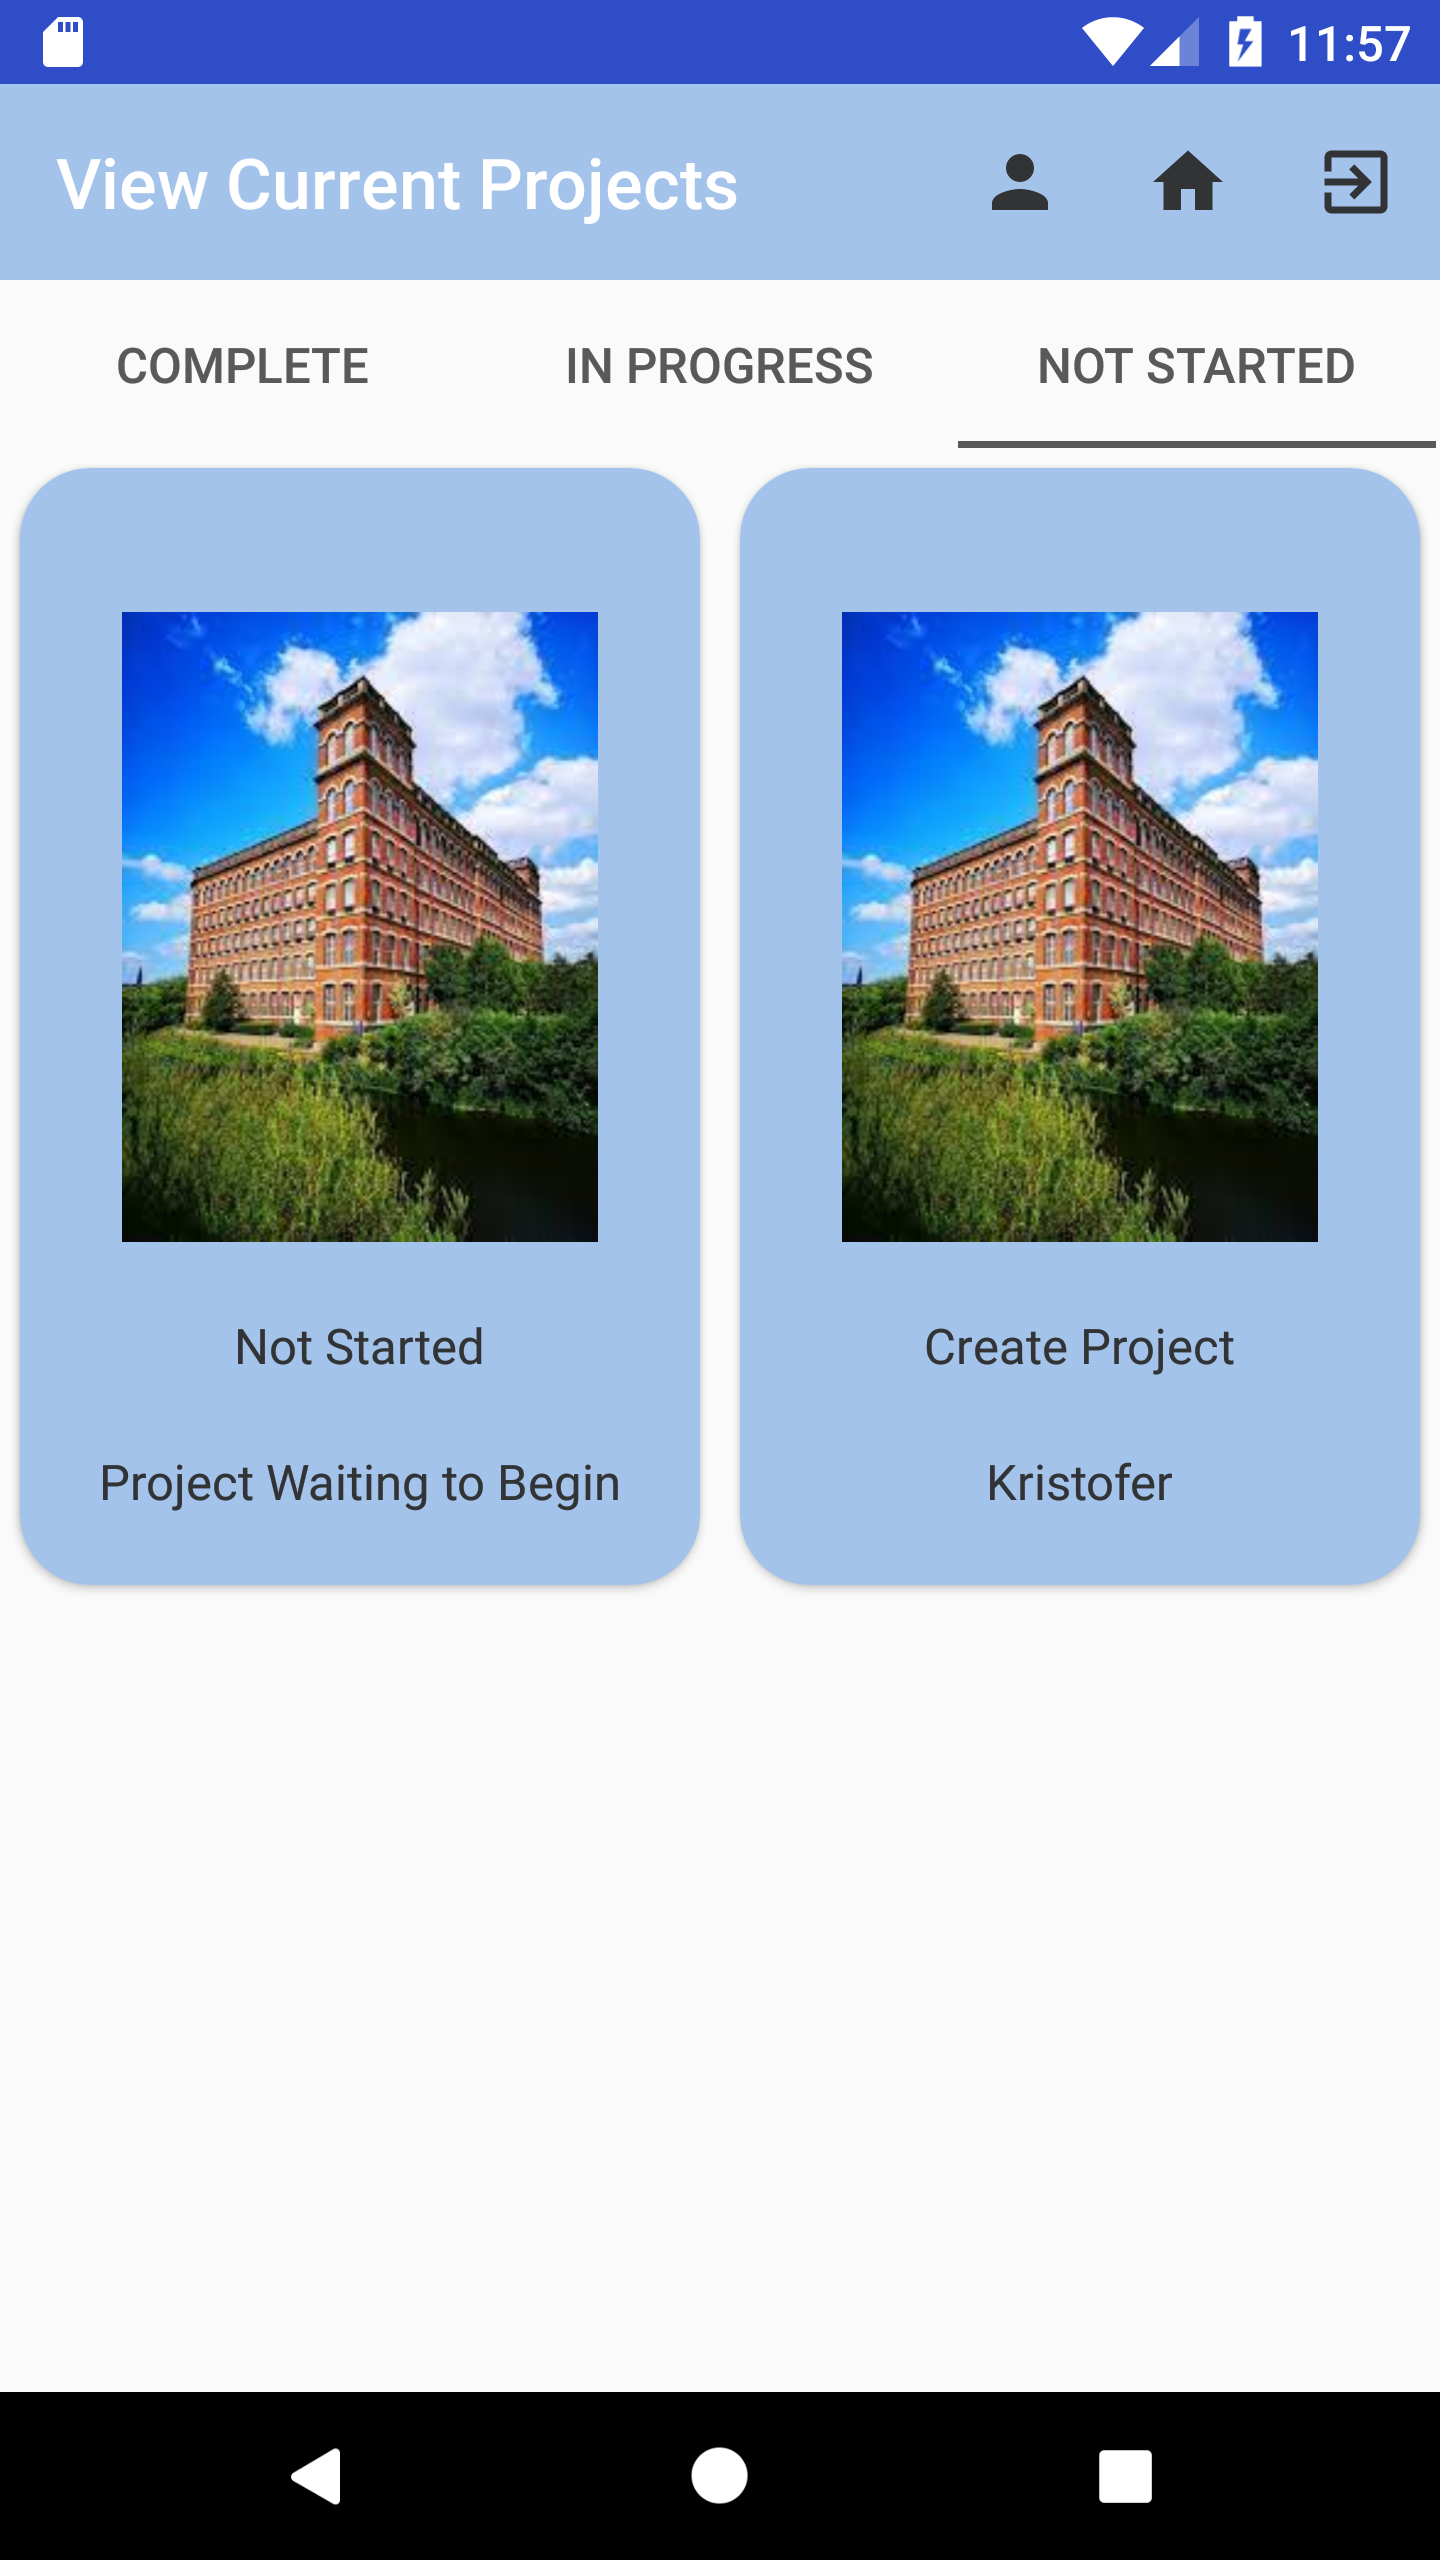 11:57
View Current Projects
COMPLETE
IN PROGRESS
NOT STARTED
Not Started
Create Project
Project Waiting to Begin
Kristofer